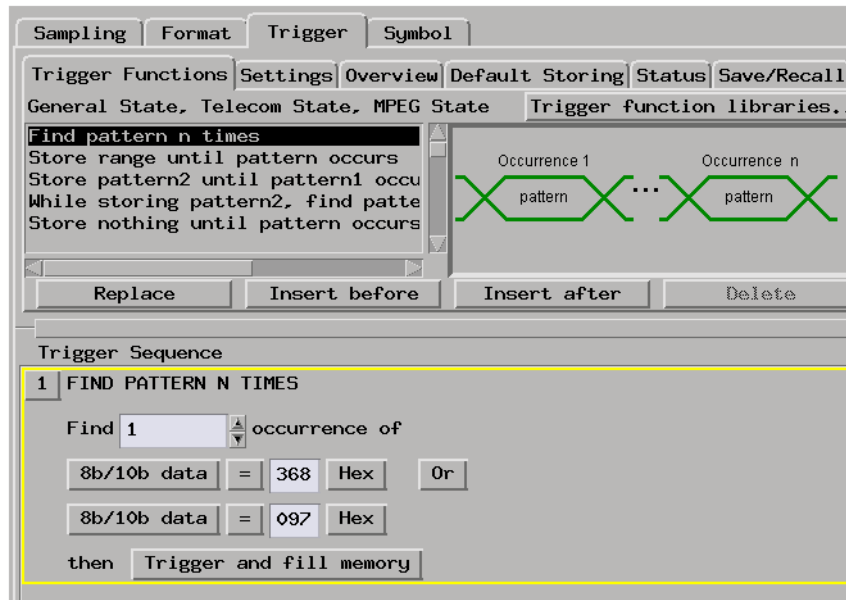 Sampling Format Trigger Symbol
Trigger Functions Settings Overview Default Storing Status Save/Recall
General State, Telecom State, MPEG State Trigger function libraries..
Find pattern n times
Store range until pattern occurs
Store pattern2 until pattern1 occu
While storing pattern2, find patte
Store nothing until pattern occurs
Occurrence 1 Occurrence n
pattern ... pattern
Replace Insert before Insert after Delete
Trigger Sequence
1 FIND PATTERN N TIMES
Find 1 occurrence of
8b/10b data = 368 Hex Or
8b/10b data = 097 Hex
then Trigger and fill memory